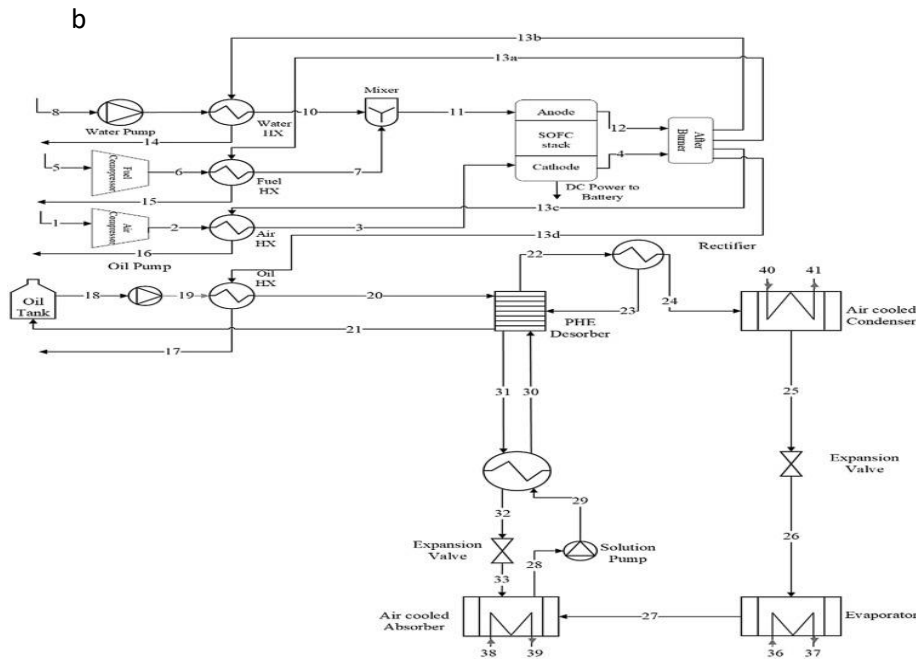 b
13b
13a
Mixer
8
10
11
Anode
12
Water Pump
Water
HX
14
SOFC
stack
After
Burner
5
Fuel
Compressor
6
7
Cathode
4
Fuel
HX
15
DC Power to
Battery
13c
1
Air
Compressor
2
3
13d
Air
HX
16
Oil Pump
Rectifier
Oil
HX
22
40
41
Oil
Tank
18
19
20
24
23
Air cooled
Condenser
21
PHE
Desorber
17
31
30
25
Expansion
Valve
29
32
Expansion
Valve
28
Solution
Pump
26
33
Air cooled
Absorber
27
Evaporator
38
39
36
37